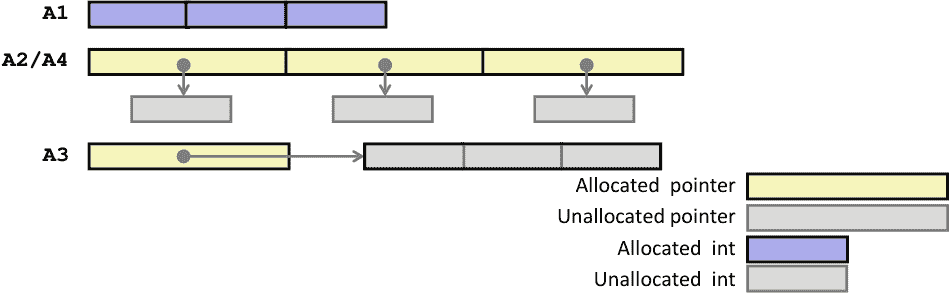 A1
A2/A4
A3
Allocated pointer
Unallocated pointer
Allocated int
Unallocated int